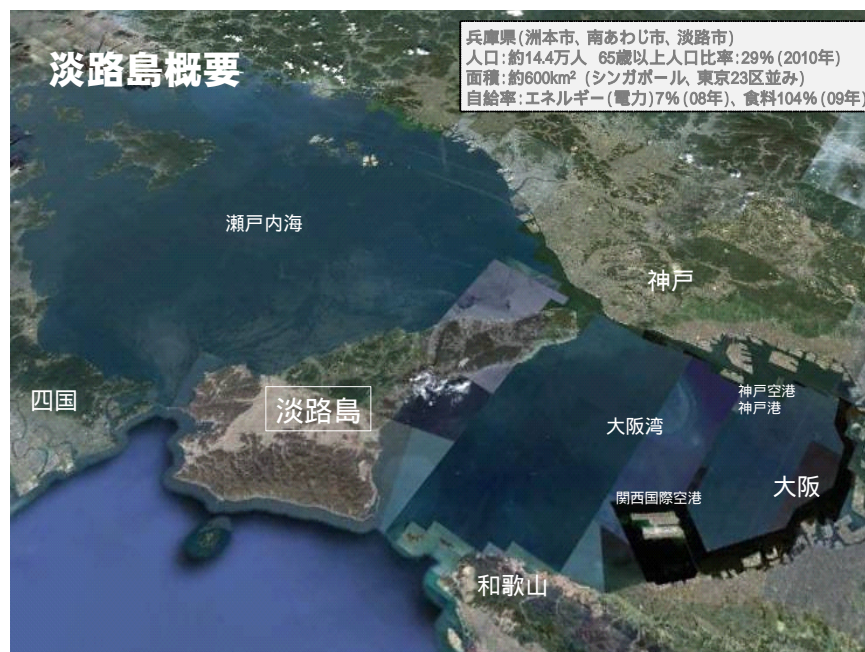 淡路島概要
兵庫県(洲本市、南あわじ市、淡路市)
人口:約14.4万人 65歳以上人口比率:29%(2010年)
面積:約600km² (シンガポール、東京23区並み)
自給率:エネルギー(電力)7%(08年)、食料104%(09年)
瀬戸内海
神戸
四国
淡路島
神戸空港
神戸港
大阪湾
大阪
関西国際空港
和歌山